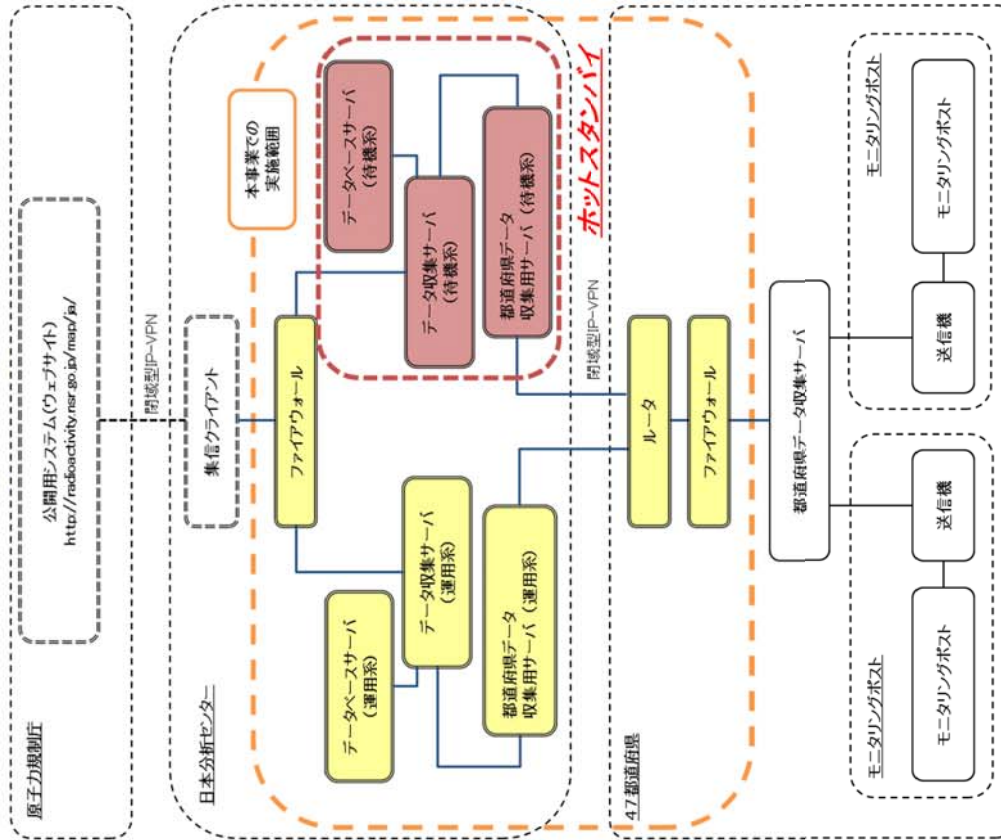 原子力規制庁
公開用システム(ウェブサイト)
http://radioactivity.nsr.go.jp/map/ja/
閉域型IP-VPN
日本分析センター
集信クライアント
本事業での
実施範囲
ファイアウォール
データベースサーバ
(運用系)
データ収集サーバ
(運用系)
都道府県データ
収集用サーバ(運用系)
データベースサーバ
(待機系)
データ収集サーバ
(待機系)
都道府県データ
収集用サーバ(待機系)
ホットスタンバイ
閉域型IP-VPN
47都道府県
ルータ
ファイアウォール
都道府県データ収集サーバ
モニタリングポスト
モニタリングポスト
送信機
モニタリングポスト
送信機
モニタリングポスト